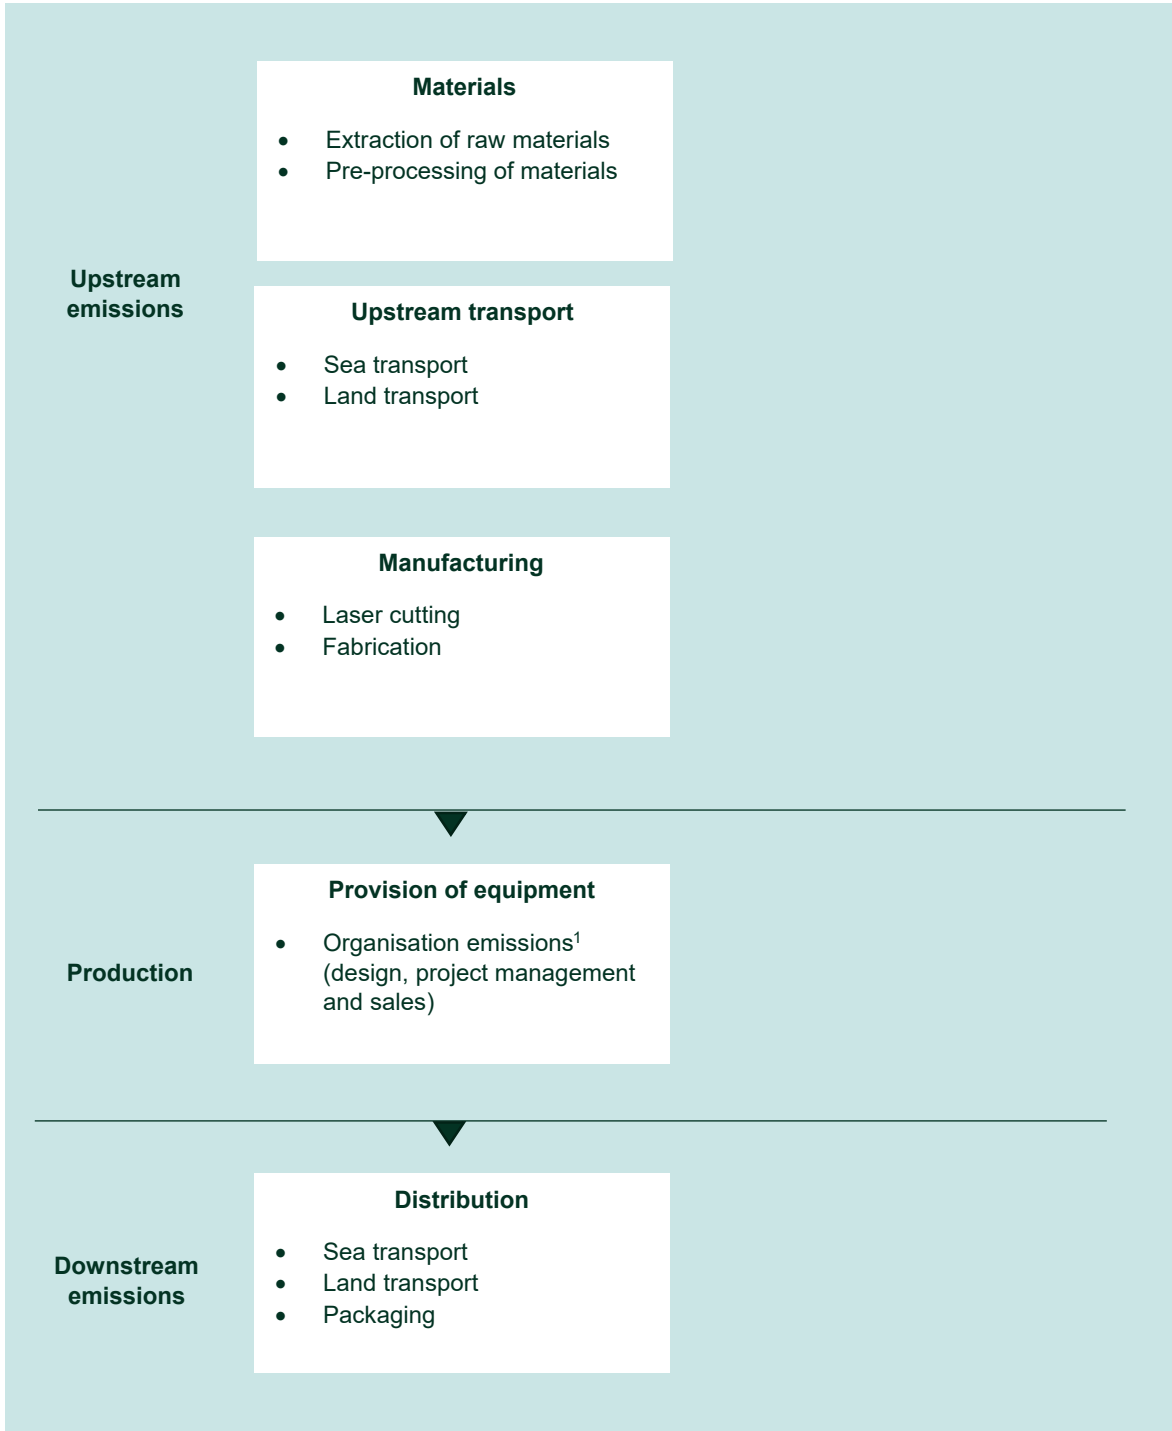 Materials
• Extraction of raw materials
• Pre-processing of materials
Upstream
emissions
Upstream transport
• Sea transport
• Land transport
Manufacturing
• Laser cutting
• Fabrication
Provision of equipment
• Organisation emissions¹
(design, project management
and sales)
Production
Distribution
• Sea transport
• Land transport
• Packaging
Downstream
emissions